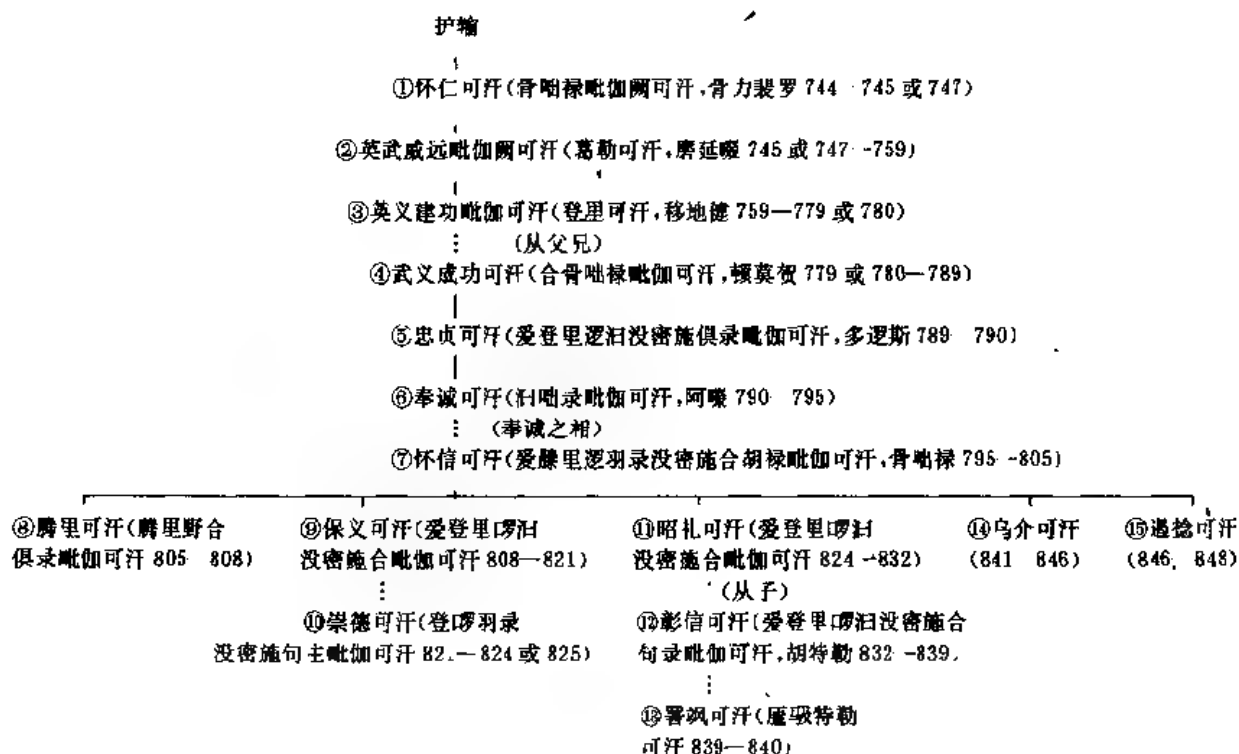 护输
①怀仁可汗(骨咄禄毗伽阙可汗,骨力裴罗 744 745 或 747)
②英武威远毗伽阙可汗(葛勒可汗,磨延啜 745 或 747 -759)
③英义建功毗伽可汗(登里可汗,移地健 759—779 或 780)
(从父兄)
④武义成功可汗(合骨咄禄毗伽可汗,顿莫贺 779 或 780—789)
⑤忠贞可汗(爱登里逻汨没密施俱录毗伽可汗,多逻斯 789 790)
⑥奉诚可汗(汩咄录毗伽可汗,阿啜 790 795)
(奉诚之相)
⑦怀信可汗(爱滕里逻羽录没密施合胡禄毗伽可汗,骨咄禄 795 -805)
⑧腾里可汗(腾里野合 ⑨保义可汗(爱登里啰汨 ⑪昭礼可汗(爱登里啰汨 ⑭乌介可汗 ⑮遏捻可汗
俱录毗伽可汗 805 808) 没密施合毗伽可汗 808—821) 没密施合毗伽可汗 824 -832) (841 846) (846, 848)
(从子)
⑩崇德可汗(登啰羽录 ⑫彰信可汗(爱登里啰汨没密施合
没密施句主毗伽可汗 82.—824 或 825) 句录毗伽可汗,胡特勒 832 -839.
⑬署飒可汗(㕎馺特勒
可汗 839—840)